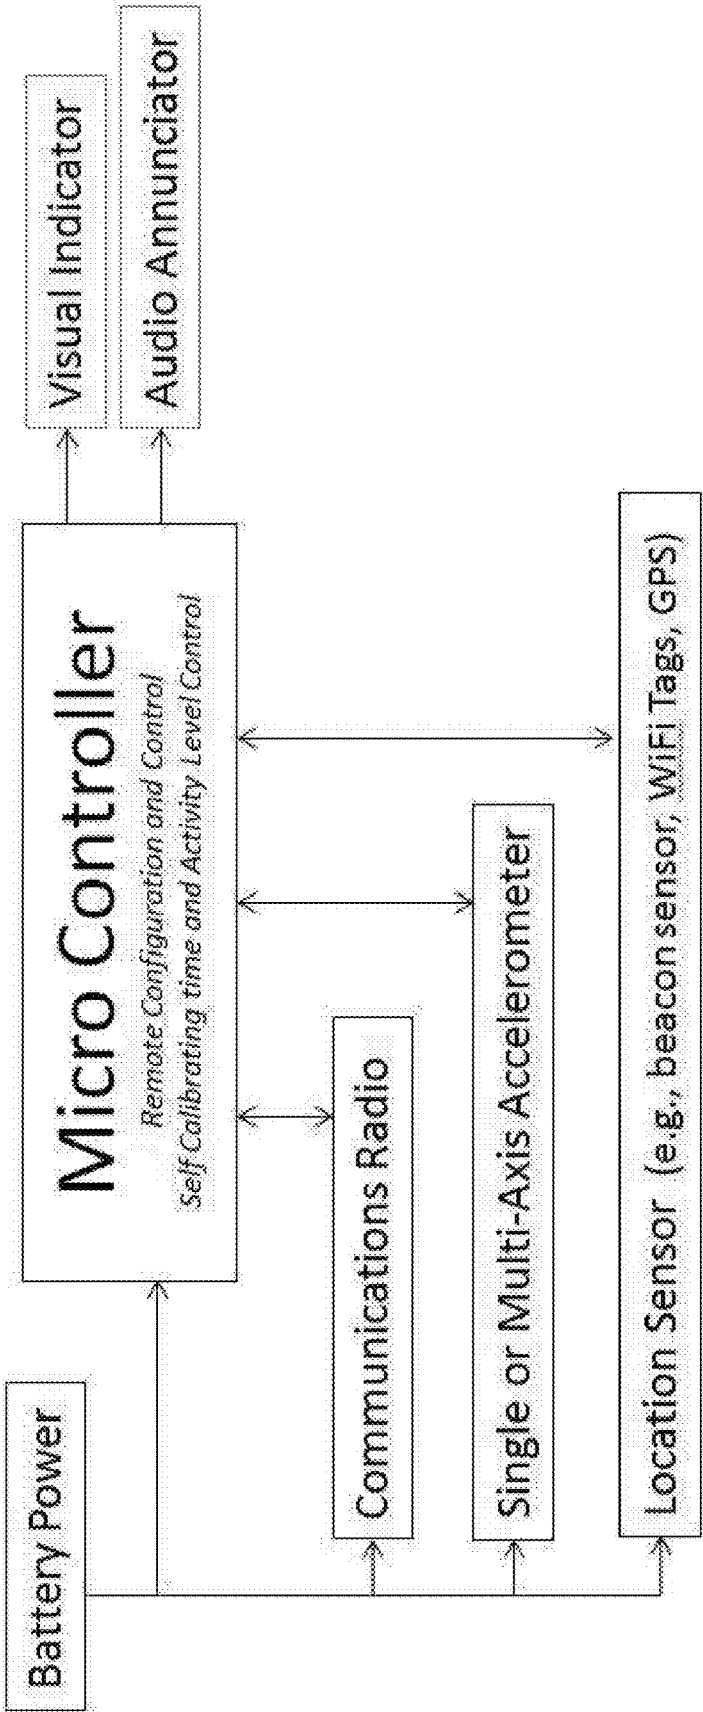 Battery Power
Micro Controller
Remote Configuration and Control
Self Calibrating time and Activity Level Control
Visual Indicator
Audio Annunciator
Communications Radio
Single or Multi-Axis Accelerometer
Location Sensor (e.g., beacon sensor, WiFi Tags, GPS)